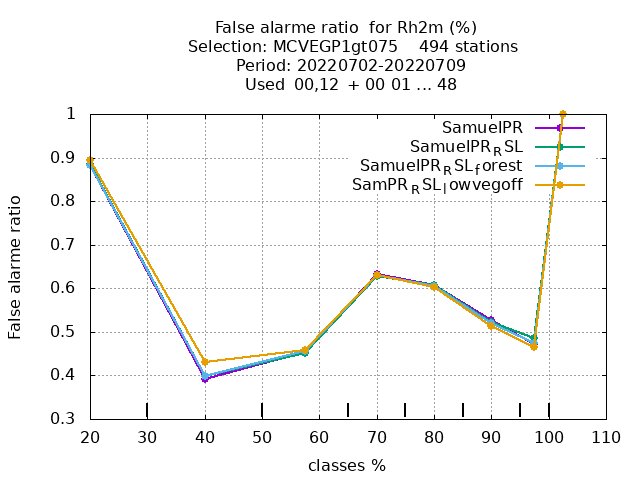 False alarme ratio for Rh2m (%)
Selection: MCVEGP1gt075 494 stations
Period: 20220702-20220709
Used 00,12 + 00 01 ... 48
SamuelPR
SamuelPR_RSL
SamuelPR_RSL_forest
SamPR_RSL_lowvegoff
False alarme ratio
1
0.9
0.8
0.7
0.6
0.5
0.4
0.3
20 30 40 50 60 70 80 90 100 110
classes %